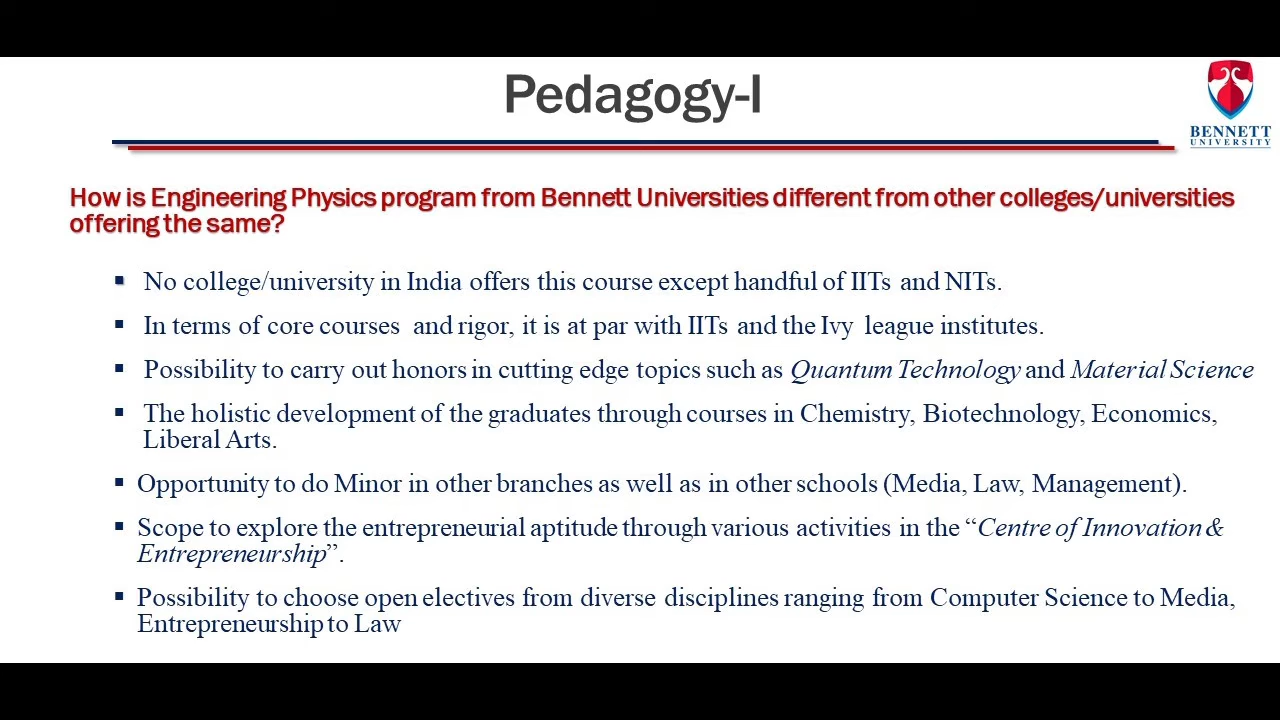 Pedagogy-I
BENNETT
UNIVERSITY
How is Engineering Physics program from Bennett Universities different from other colleges/universities
offering the same?
▪ No college/university in India offers this course except handful of IITs and NITs.
▪ In terms of core courses and rigor, it is at par with IITs and the Ivy league institutes.
▪ Possibility to carry out honors in cutting edge topics such as Quantum Technology and Material Science
▪ The holistic development of the graduates through courses in Chemistry, Biotechnology, Economics,
Liberal Arts.
▪ Opportunity to do Minor in other branches as well as in other schools (Media, Law, Management).
▪ Scope to explore the entrepreneurial aptitude through various activities in the “Centre of Innovation &
Entrepreneurship”.
▪ Possibility to choose open electives from diverse disciplines ranging from Computer Science to Media,
Entrepreneurship to Law